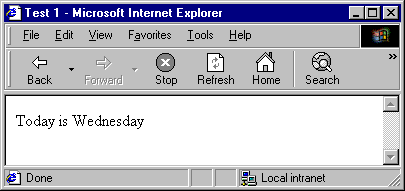 Test 1 - Microsoft Internet Explorer
File Edit View Favorites Tools Help
Back Forward Stop Refresh Home Search »
Today is Wednesday
Done Local intranet